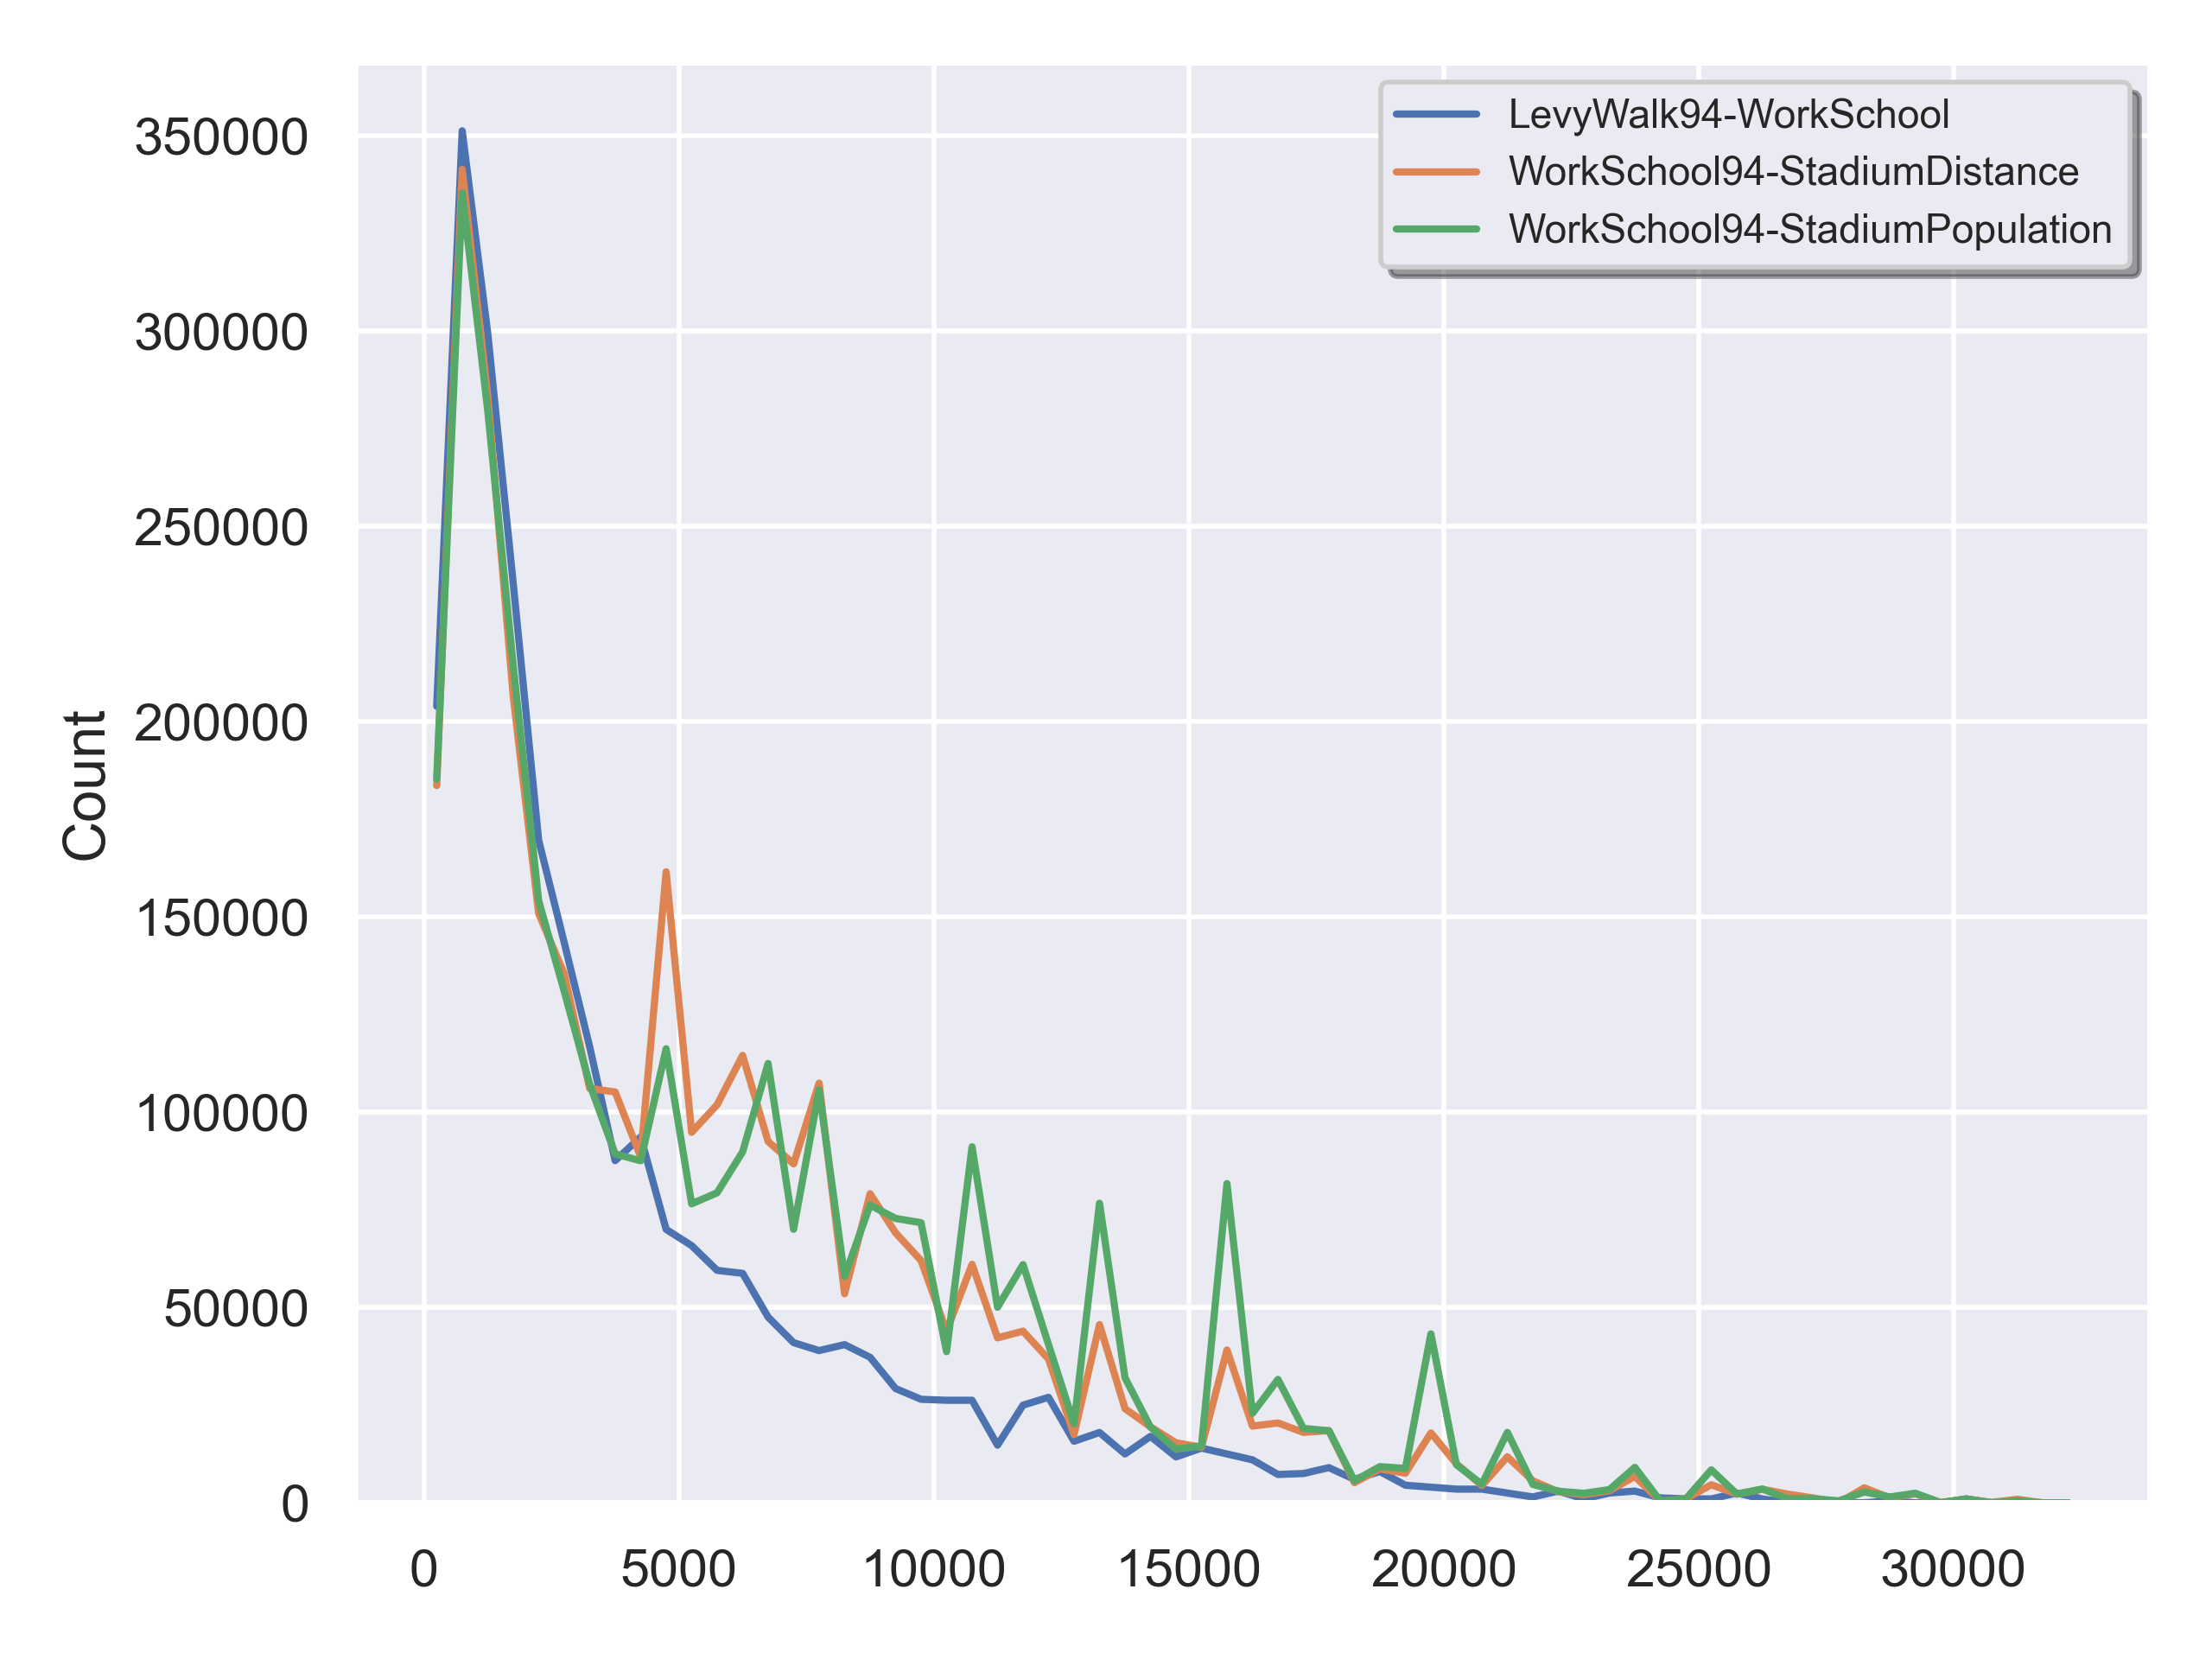 LevyWalk94-WorkSchool
WorkSchool94-StadiumDistance
WorkSchool94-StadiumPopulation
Count
350000
300000
250000
200000
150000
100000
50000
0
0 5000 10000 15000 20000 25000 30000